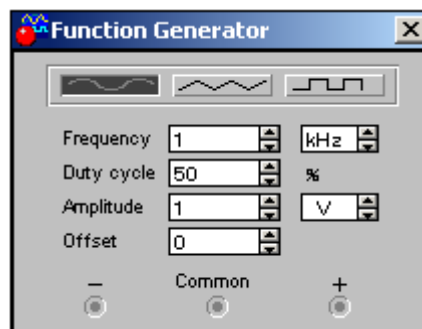 Function Generator
Frequency 1 kHz
Duty cycle 50 %
Amplitude 1 V
Offset 0
− Common +